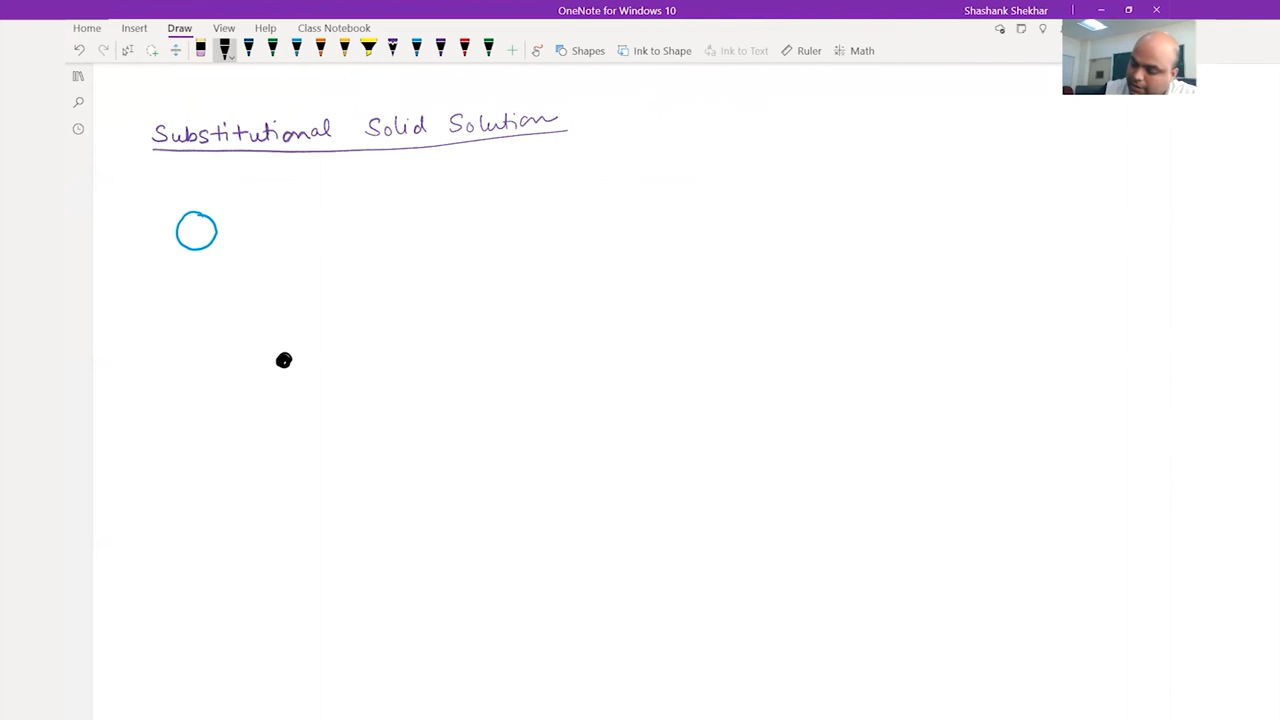 OneNote for Windows 10
Shashank Shekhar
Home Insert Draw View Help Class Notebook
Shapes Ink to Shape Ink to Text Ruler Math
Substitutional Solid Solution